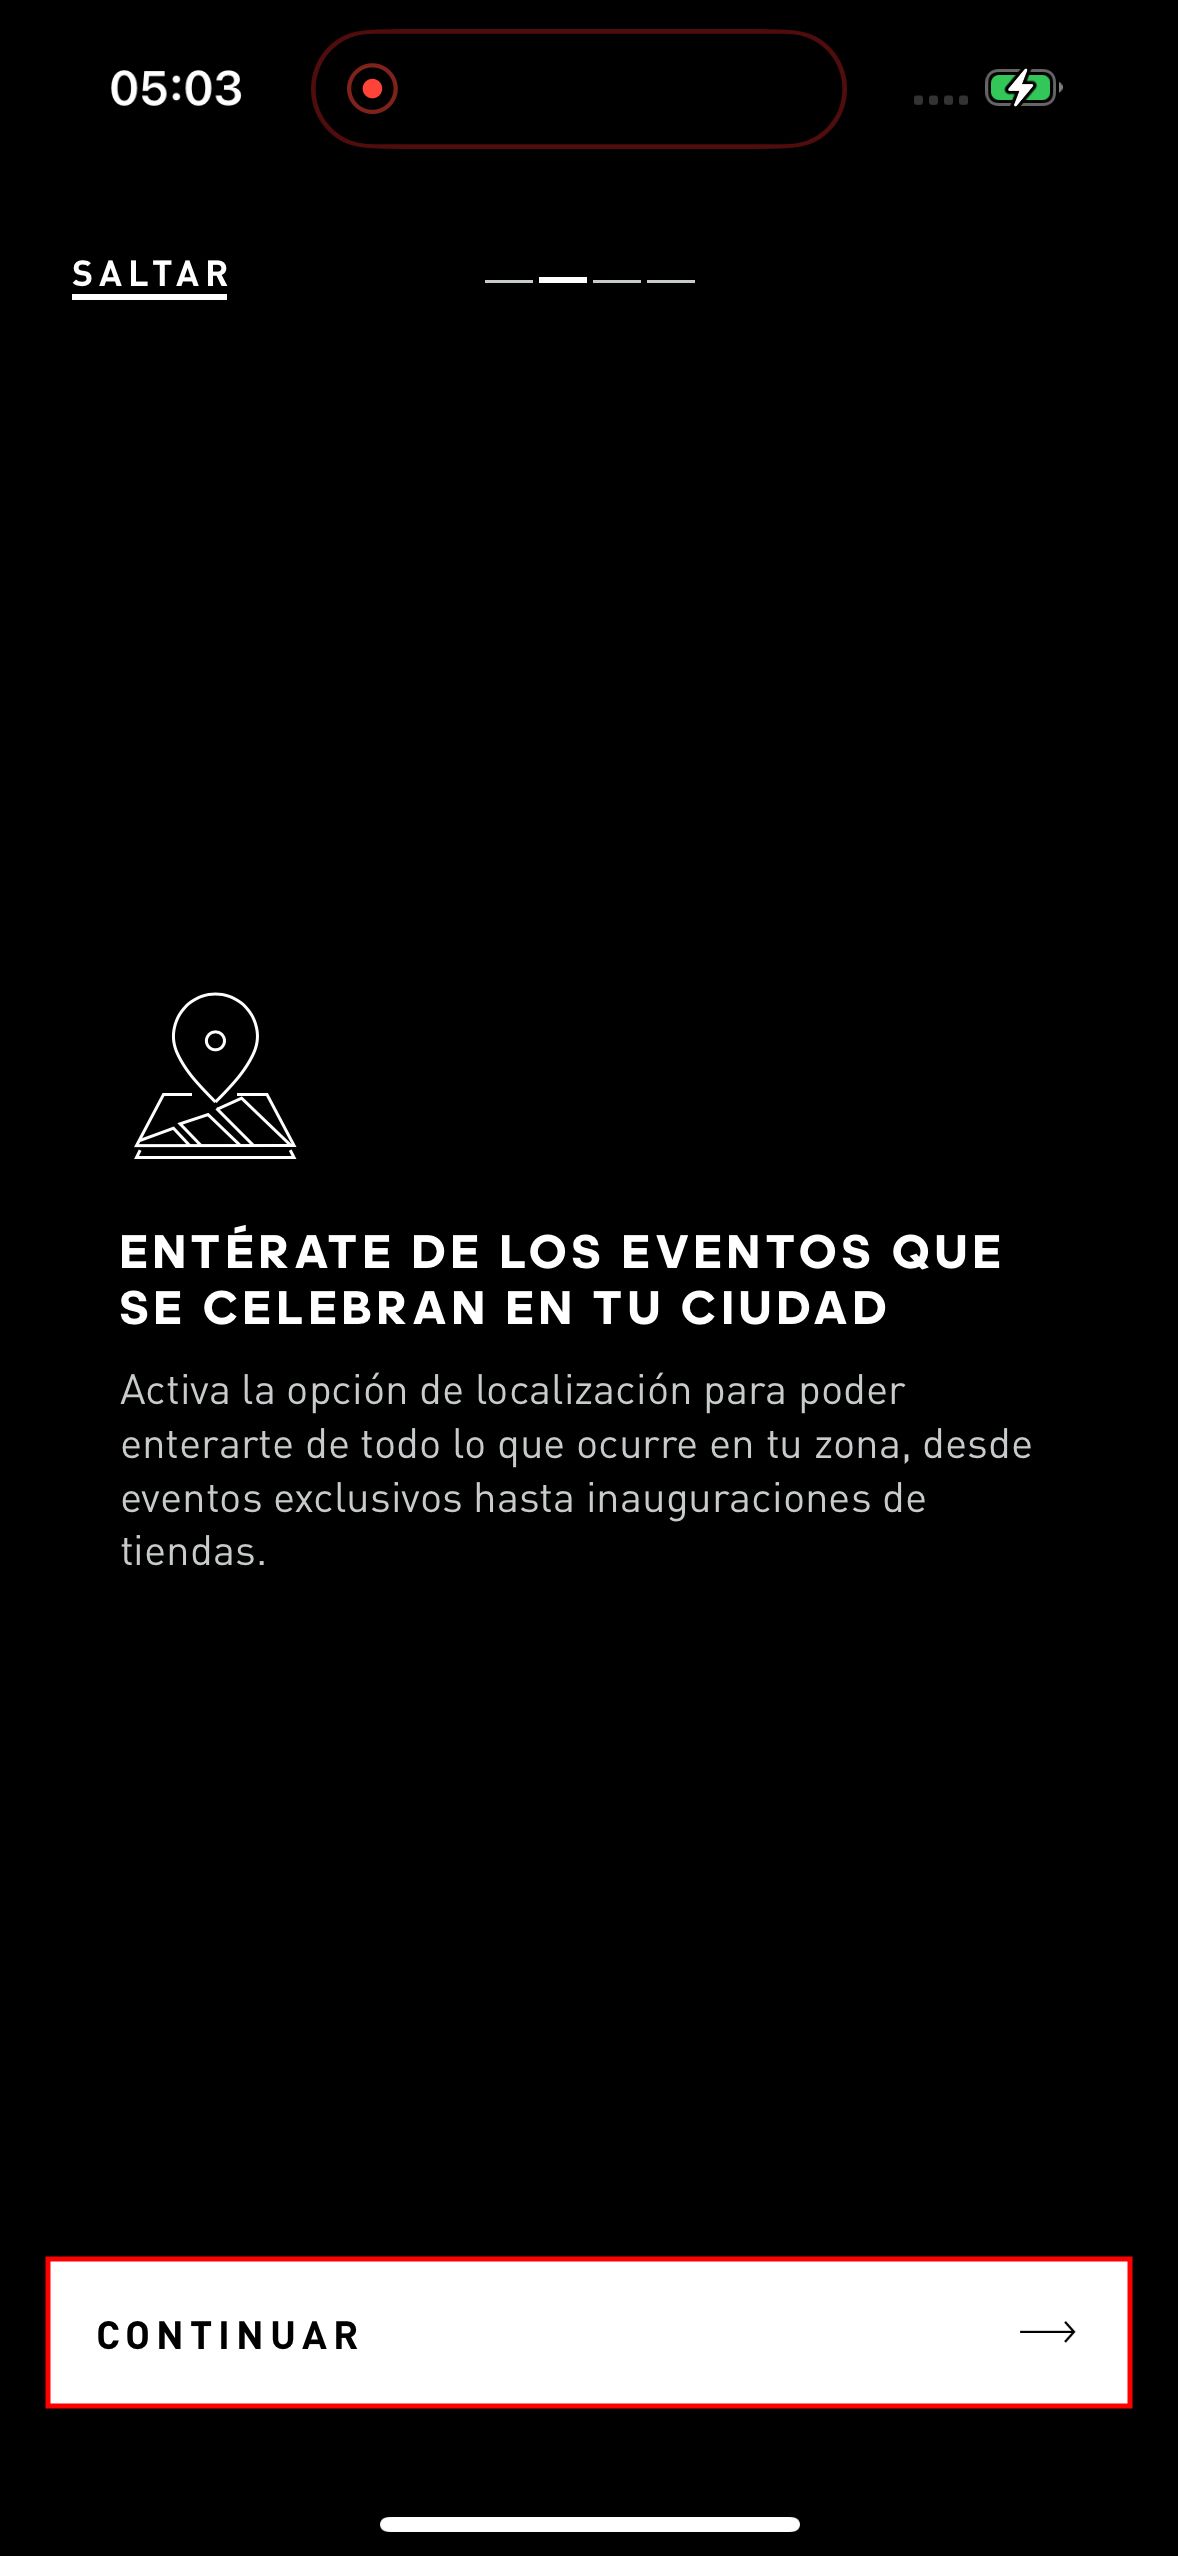 05:03
SALTAR
ENTÉRATE DE LOS EVENTOS QUE
SE CELEBRAN EN TU CIUDAD
Activa la opción de localización para poder
enterarte de todo lo que ocurre en tu zona, desde
eventos exclusivos hasta inauguraciones de
tiendas.
CONTINUAR